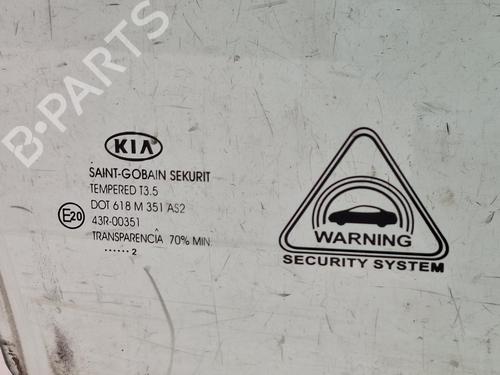 B-PARTS
KIA
SAINT-GOBAIN SEKURIT
TEMPERED T3.5
DOT 618 M 351 AS2
E20
43R-00351
TRANSPARENCIA 70% MIN.
...... 2
WARNING
SECURITY SYSTEM